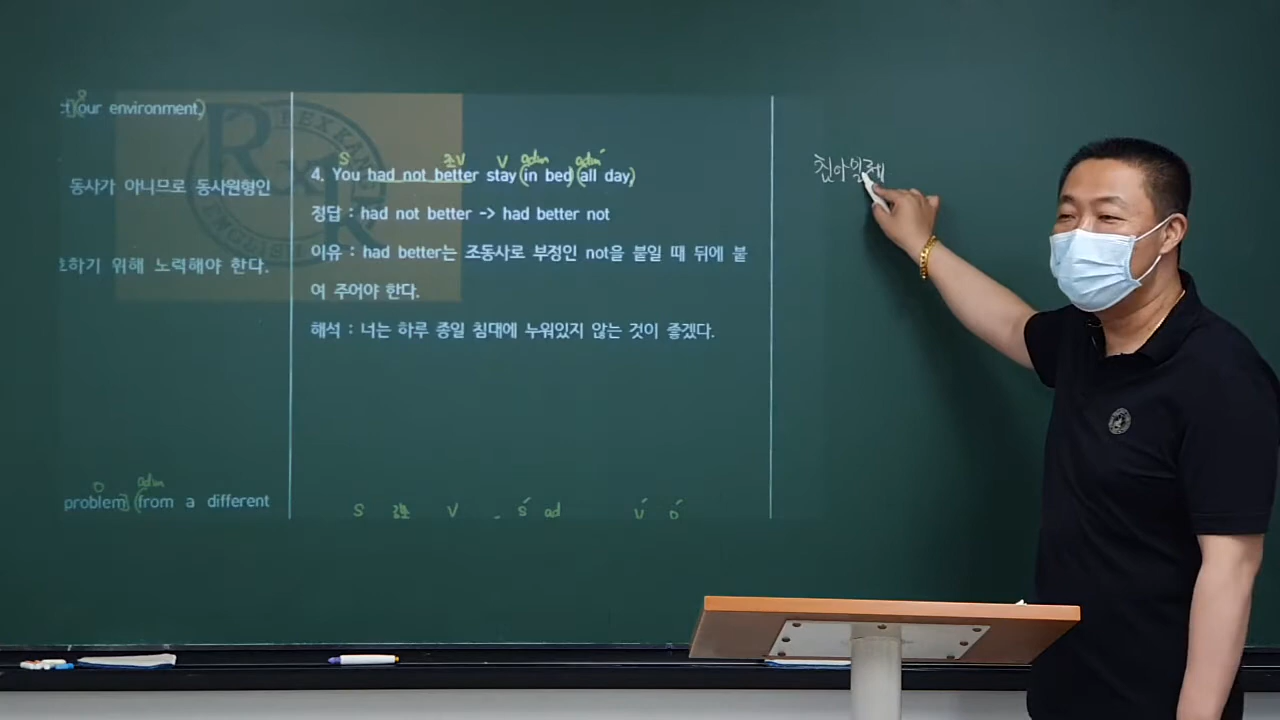 our environment)
동사가 아니므로 동사원형인
하기 위해 노력해야 한다.
O
adm
problem) (from a different
S 조V V adm adm'
4. You had not better stay (in bed) (all day)
정답 : had not better -> had better not
이유 : had better는 조동사로 부정인 not을 붙일 때 뒤에 붙
여 주어야 한다.
해석 : 너는 하루 종일 침대에 누워있지 않는 것이 좋겠다.
S V s' ad v' o'
REXKANG
R